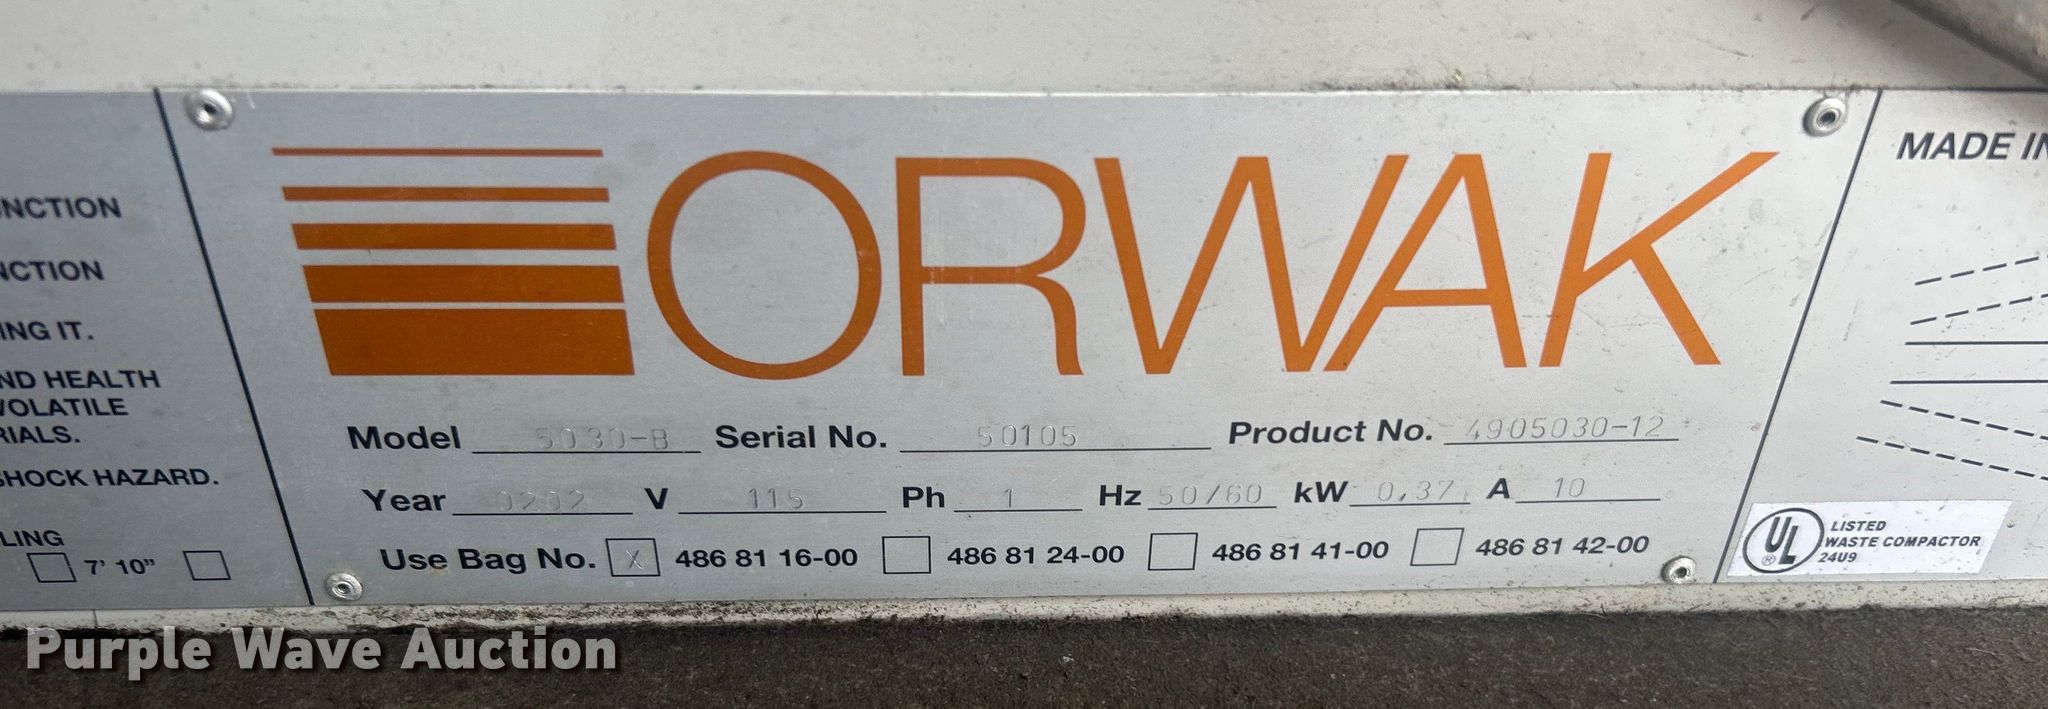 ORWAK
Model 5030-B Serial No. 50105 Product No. 4905030-12
Year 0202 V 115 Ph 1 Hz 50/60 kW 0,37 A 10
Use Bag No. X 486 81 16-00 486 81 24-00 486 81 41-00 486 81 42-00
NCTION
NCTION
ING IT.
ND HEALTH
VOLATILE
RIALS.
SHOCK HAZARD.
LING
7' 10"
MADE IN
UL
®
LISTED
WASTE COMPACTOR
24U9
Purple Wave Auction